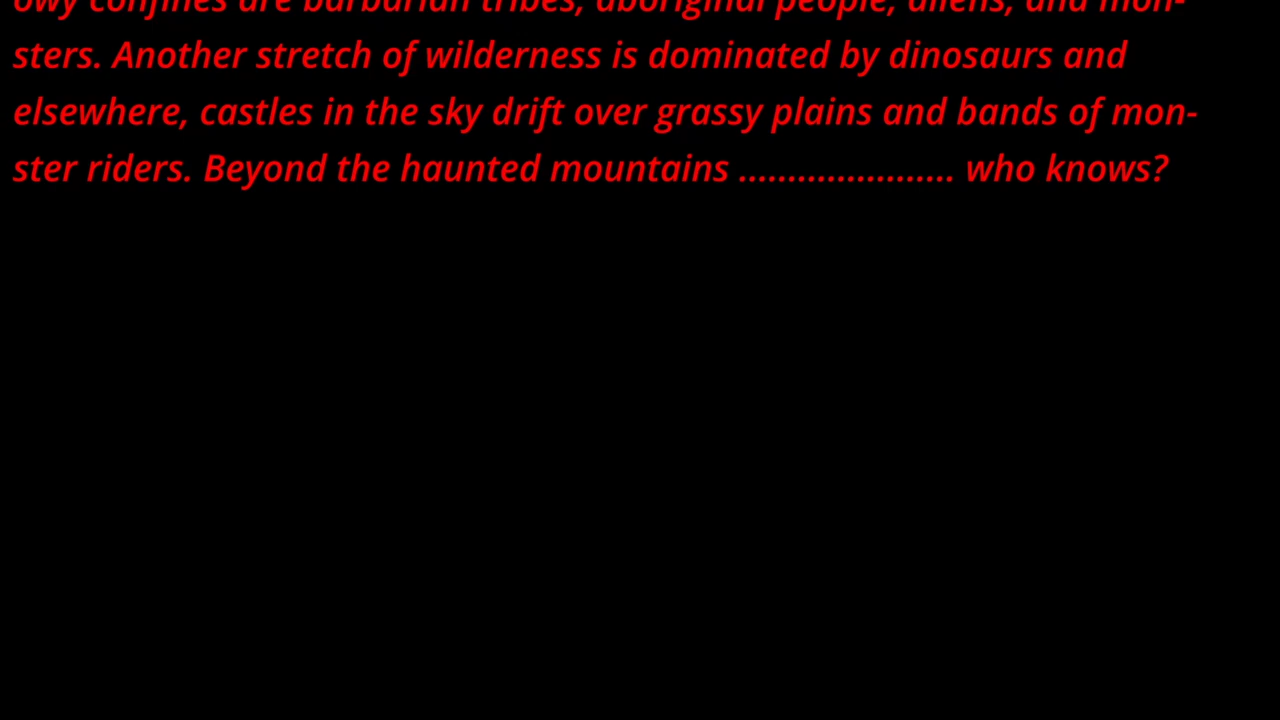 owy confines are barbarian tribes, aboriginal people, aliens, and mon-
sters. Another stretch of wilderness is dominated by dinosaurs and
elsewhere, castles in the sky drift over grassy plains and bands of mon-
ster riders. Beyond the haunted mountains ...................... who knows?